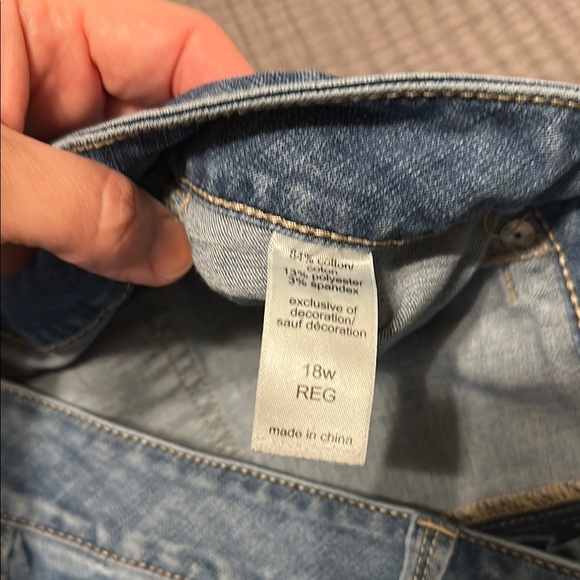 84% cotton/
coton
13% polyester
3% spandex
exclusive of
decoration/
sauf décoration
18w
REG
made in china